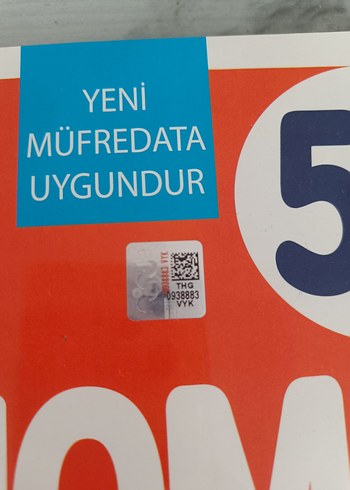 YENİ
MÜFREDATA
UYGUNDUR
5
THG
0938883
VYK